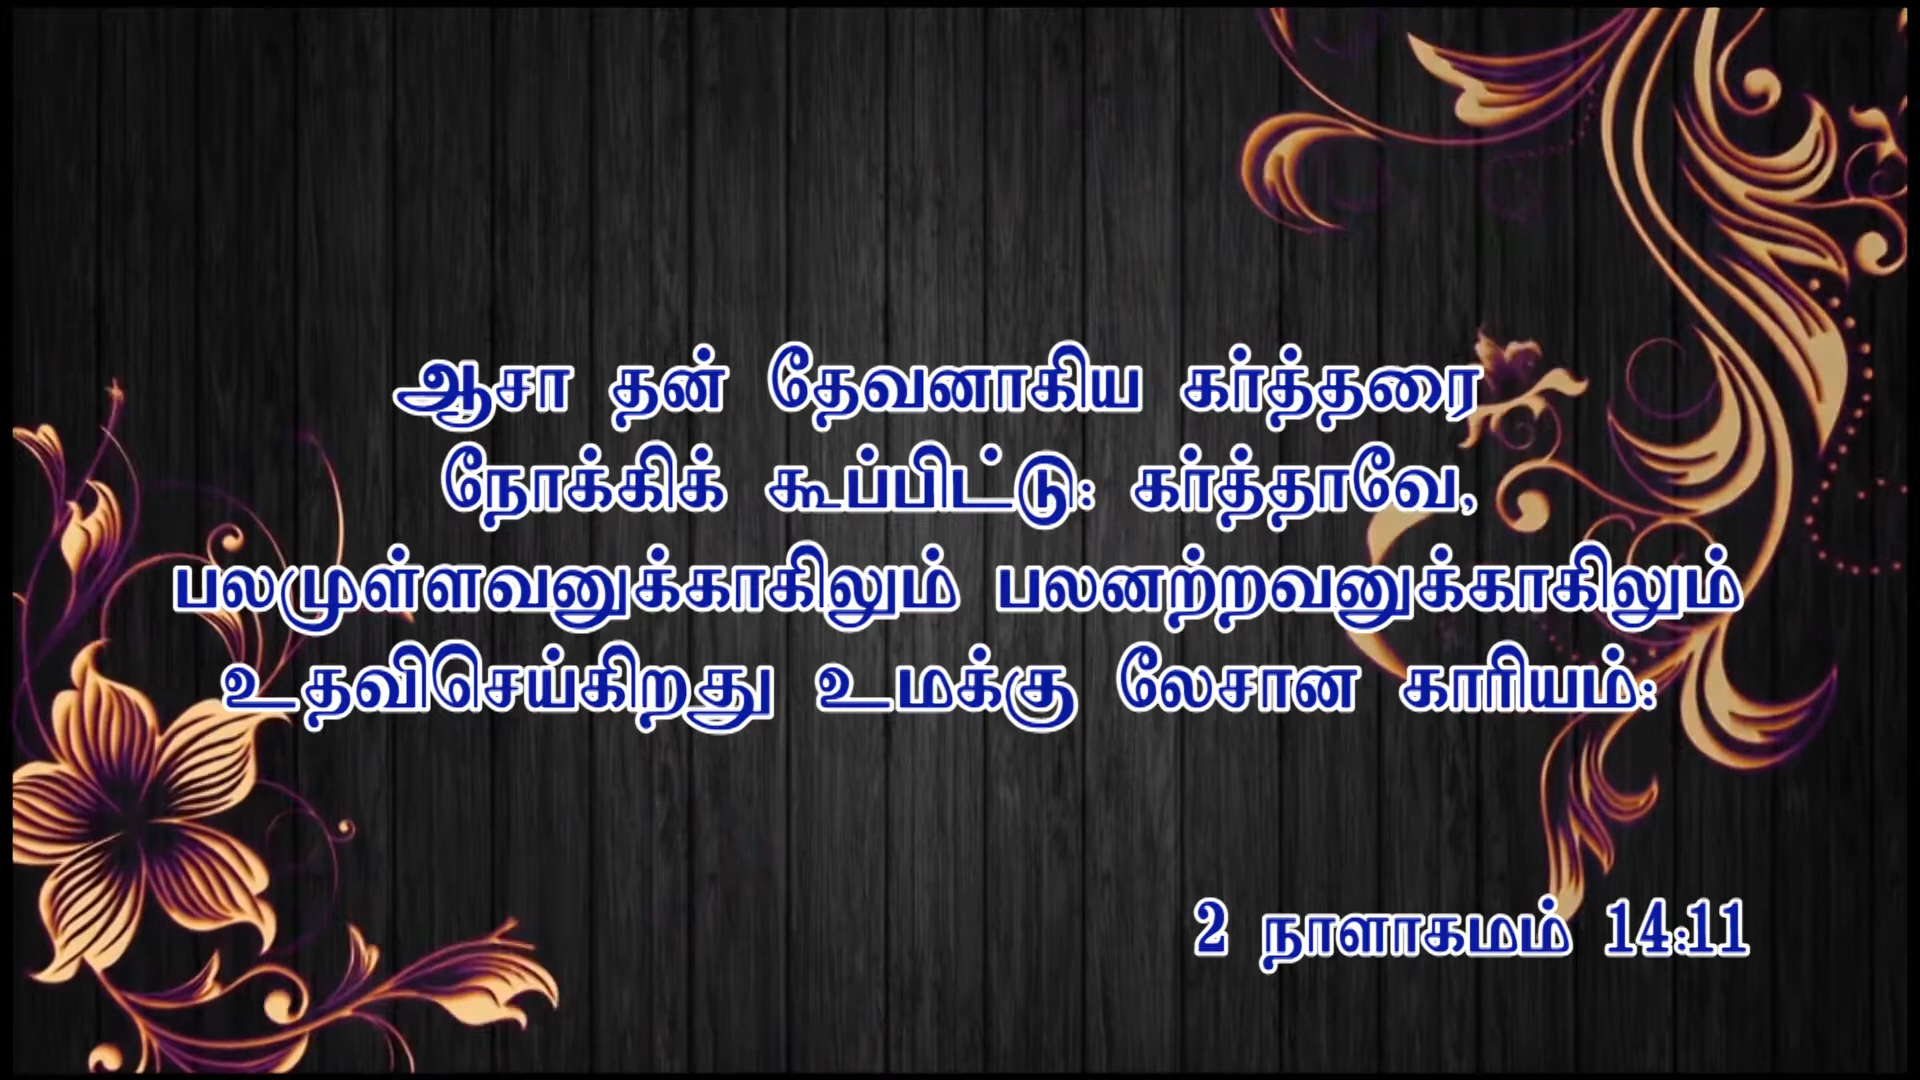 ஆசா தன் தேவனாகிய கர்த்தரை
நோக்கிக் கூப்பிட்டு: கர்த்தாவே,
பலமுள்ளவனுக்காகிலும் பலனற்றவனுக்காகிலும்
உதவிசெய்கிறது உமக்கு லேசான காரியம்:
2 நாளாகமம் 14:11